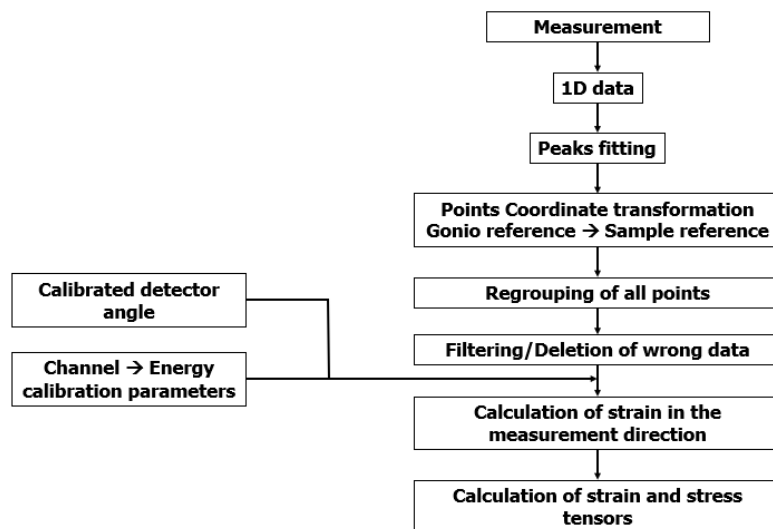 Measurement
1D data
Peaks fitting
Points Coordinate transformation
Gonio reference → Sample reference
Calibrated detector
angle
Regrouping of all points
Filtering/Deletion of wrong data
Channel → Energy
calibration parameters
Calculation of strain in the
measurement direction
Calculation of strain and stress
tensors